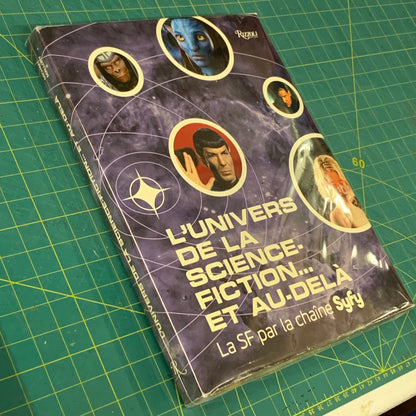 Rizzoli
L'UNIVERS
DE LA
SCIENCE-
FICTION...
ET AU-DELÀ
La SF par la chaîne Syfy
60